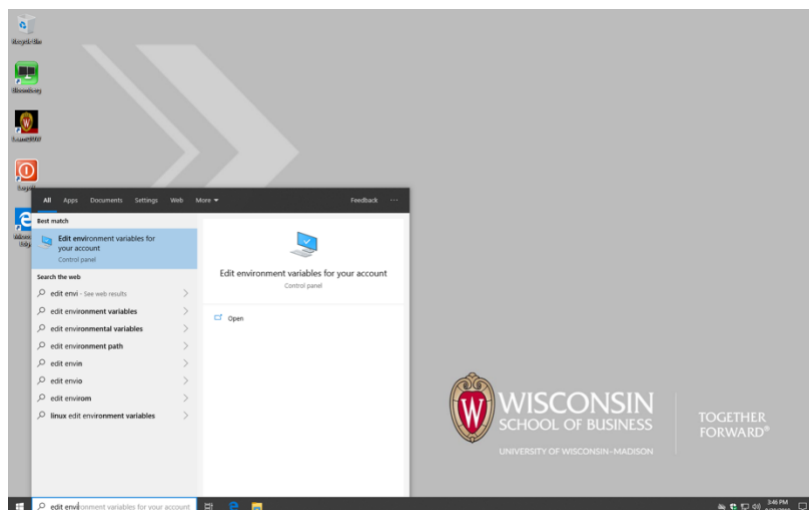 Recycle Bin
Bloomberg
All Apps Documents Settings Web More Feedback ...
Best match
Edit environment variables for
your account
Control panel
Search the web
edit envi - See web results
edit environment variables
edit environmental variables
edit environment path
edit envin
edit envio
edit envirom
linux edit environment variables
Edit environment variables for your account
Control panel
Open
W
WISCONSIN
SCHOOL OF BUSINESS
UNIVERSITY OF WISCONSIN–MADISON
TOGETHER
FORWARD®
edit environment variables for your account
3:46 PM